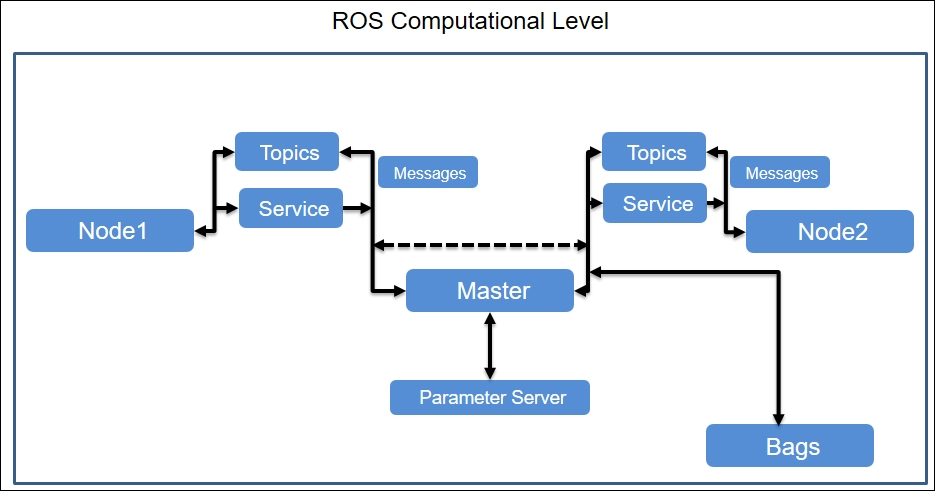 ROS Computational Level
Topics
Messages
Service
Node1
Topics
Messages
Service
Node2
Master
Parameter Server
Bags